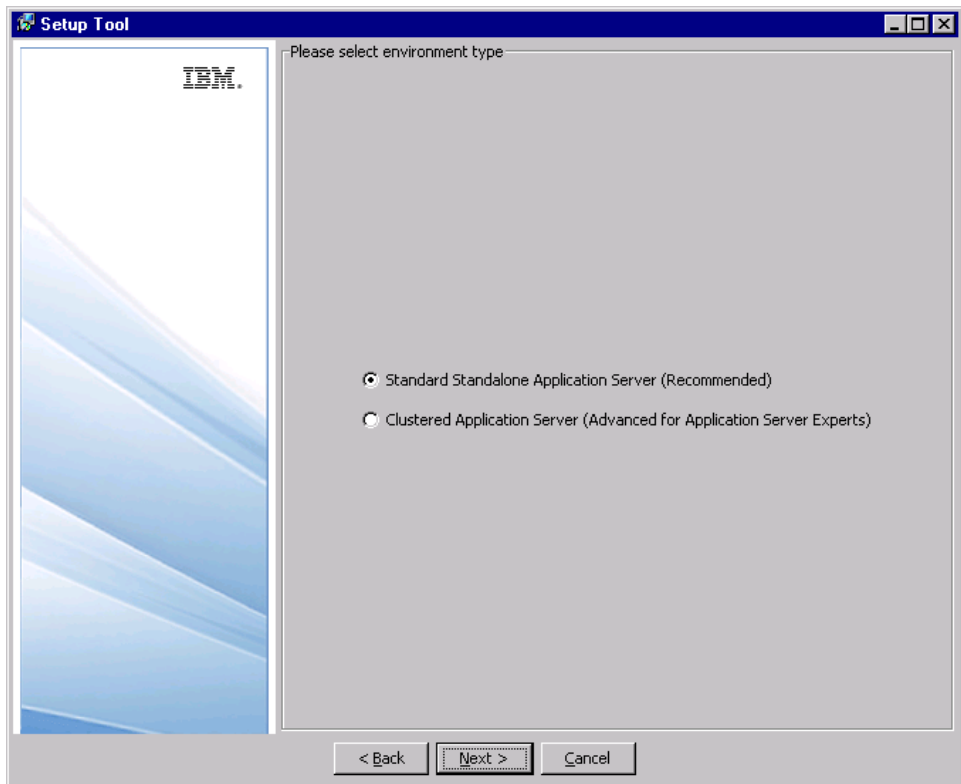 Setup Tool
IBM.
Please select environment type
Standard Standalone Application Server (Recommended)
Clustered Application Server (Advanced for Application Server Experts)
< Back
Next >
Cancel